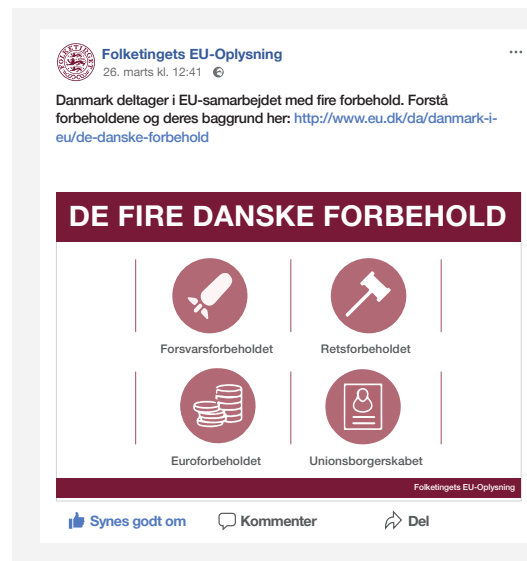 Folketingets EU-Oplysning
26. marts kl. 12:41
Danmark deltager i EU-samarbejdet med fire forbehold. Forstå
forbeholdene og deres baggrund her: http://www.eu.dk/da/danmark-i-
eu/de-danske-forbehold
DE FIRE DANSKE FORBEHOLD
Forsvarsforbeholdet
Retsforbeholdet
Euroforbeholdet
Unionsborgerskabet
Folketingets EU-Oplysning
Synes godt om
Kommenter
Del